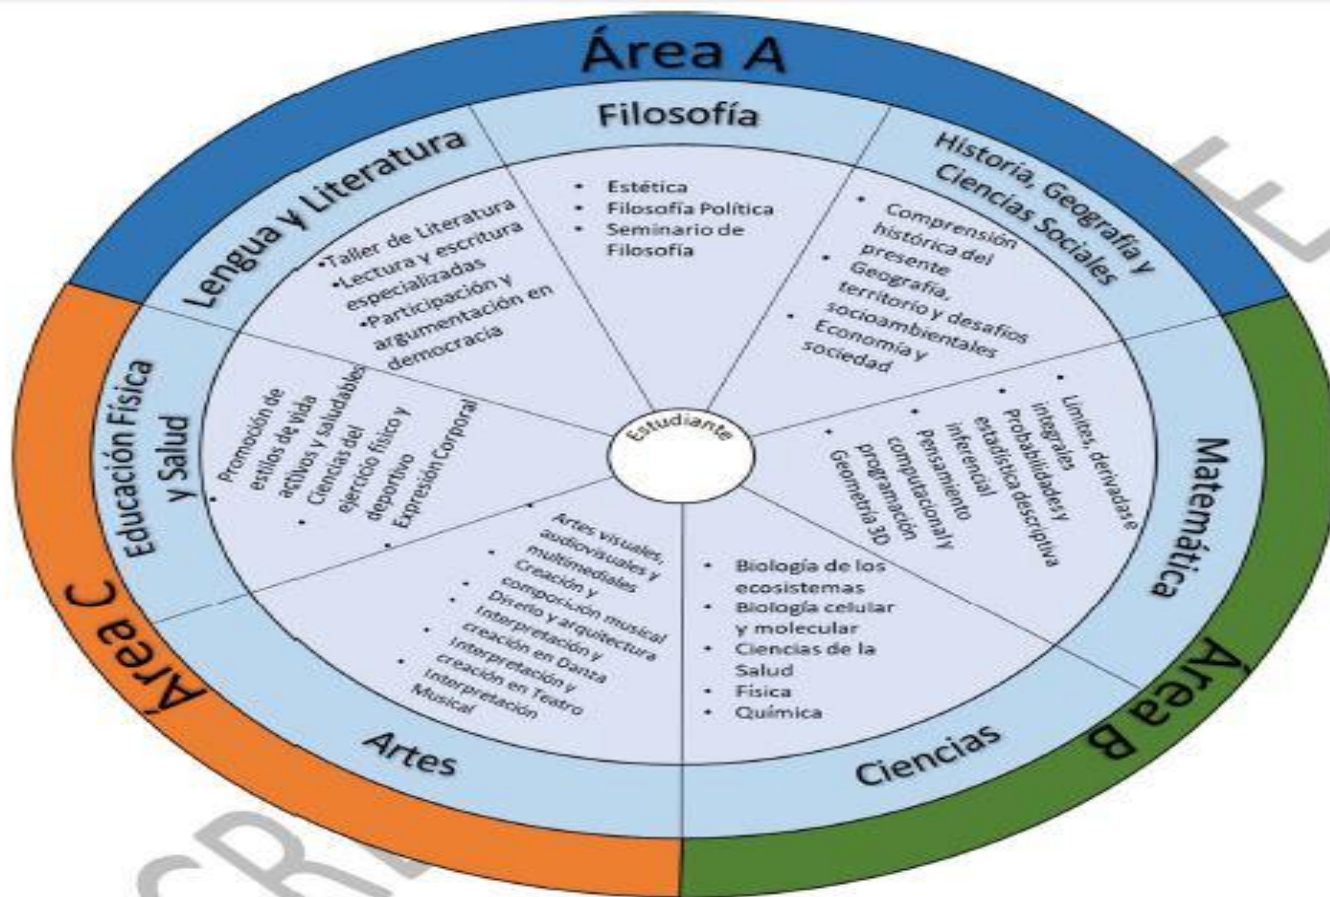 Área A
Filosofía
• Estética
• Filosofía Política
• Seminario de
Filosofía
Historia, Geografía y
Ciencias Sociales
• Comprensión
histórica del
presente
• Geografía,
territorio y desafíos
socioambientales
• Economía y
sociedad
Matemática
• Límites, derivadas e
integrales
• Probabilidades y
estadística descriptiva
inferencial
• Pensamiento
computacional y
programación
• Geometría 3D
Área B
Ciencias
• Biología de los
ecosistemas
• Biología celular
y molecular
• Ciencias de la
Salud
• Física
• Química
Artes
• Artes visuales,
audiovisuales y
multimediales
• Creación y
composición musical
• Diseño y arquitectura
• Interpretación y
creación en Danza
• Interpretación y
creación en Teatro
• Interpretación
Musical
Área C
Educación Física
y Salud
• Promoción de
estilos de vida
activos y saludables
• Ciencias del
ejercicio físico y
deportivo
• Expresión Corporal
Lengua y Literatura
•Taller de Literatura
•Lectura y escritura
especializadas
•Participación y
argumentación en
democracia
Estudiante